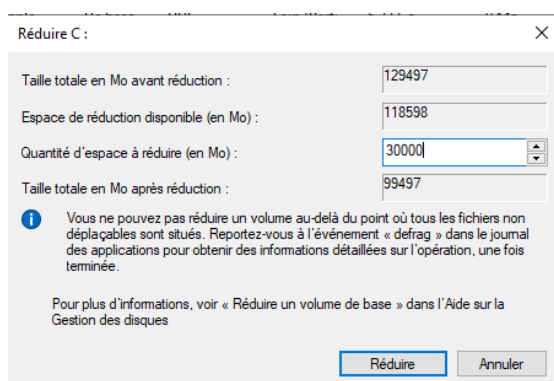 Réduire C :
Taille totale en Mo avant réduction :
129497
Espace de réduction disponible (en Mo) :
118598
Quantité d'espace à réduire (en Mo) :
30000
Taille totale en Mo après réduction :
99497
Vous ne pouvez pas réduire un volume au-delà du point où tous les fichiers non
déplaçables sont situés. Reportez-vous à l'événement « defrag » dans le journal
des applications pour obtenir des informations détaillées sur l'opération, une fois
terminée.
Pour plus d'informations, voir « Réduire un volume de base » dans l'Aide sur la
Gestion des disques
Réduire
Annuler